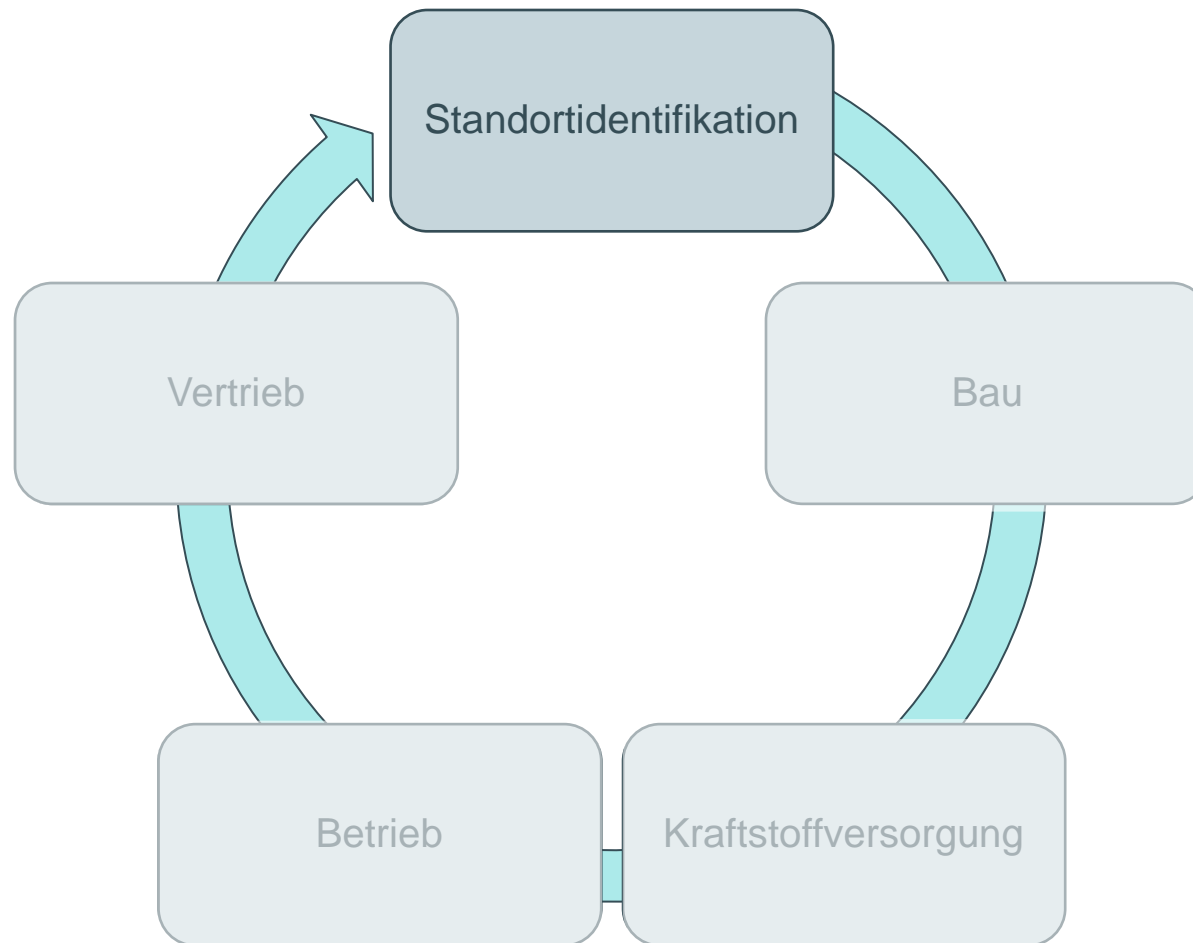 Standortidentifikation
Vertrieb
Bau
Betrieb
Kraftstoffversorgung